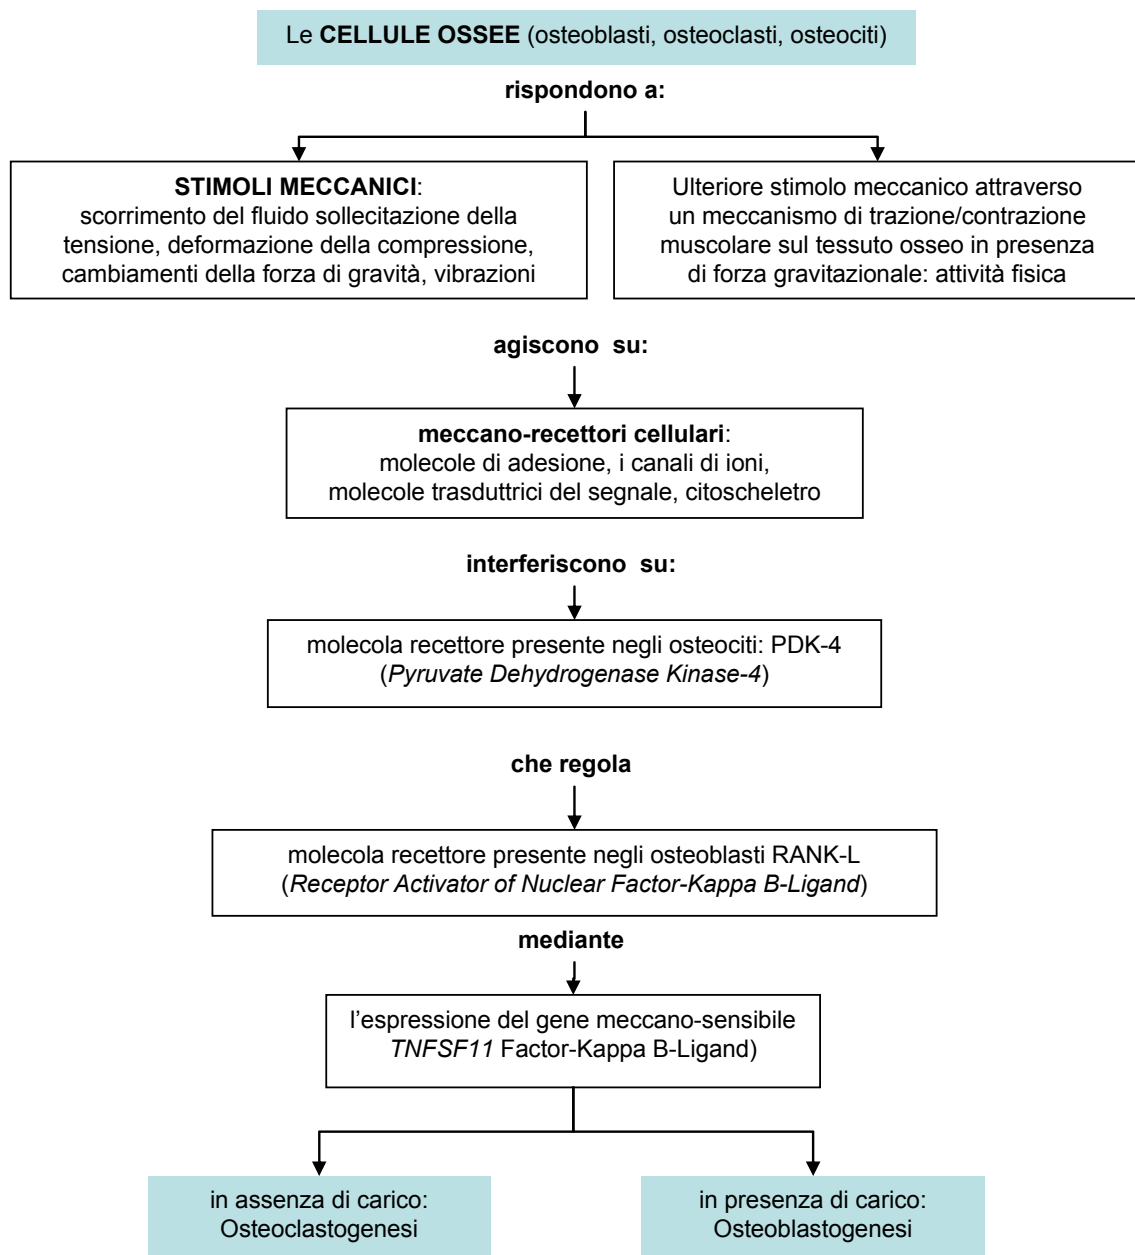 Le CELLULE OSSEE (osteoblasti, osteoclasti, osteociti)
rispondono a:
STIMOLI MECCANICI:
scorrimento del fluido sollecitazione della
tensione, deformazione della compressione,
cambiamenti della forza di gravità, vibrazioni
Ulteriore stimolo meccanico attraverso
un meccanismo di trazione/contrazione
muscolare sul tessuto osseo in presenza
di forza gravitazionale: attività fisica
agiscono su:
meccano-recettori cellulari:
molecole di adesione, i canali di ioni,
molecole trasduttrici del segnale, citoscheletro
interferiscono su:
molecola recettore presente negli osteociti: PDK-4
(Pyruvate Dehydrogenase Kinase-4)
che regola
molecola recettore presente negli osteoblasti RANK-L
(Receptor Activator of Nuclear Factor-Kappa B-Ligand)
mediante
l’espressione del gene meccano-sensibile
TNFSF11 Factor-Kappa B-Ligand)
in assenza di carico:
Osteoclastogenesi
in presenza di carico:
Osteoblastogenesi